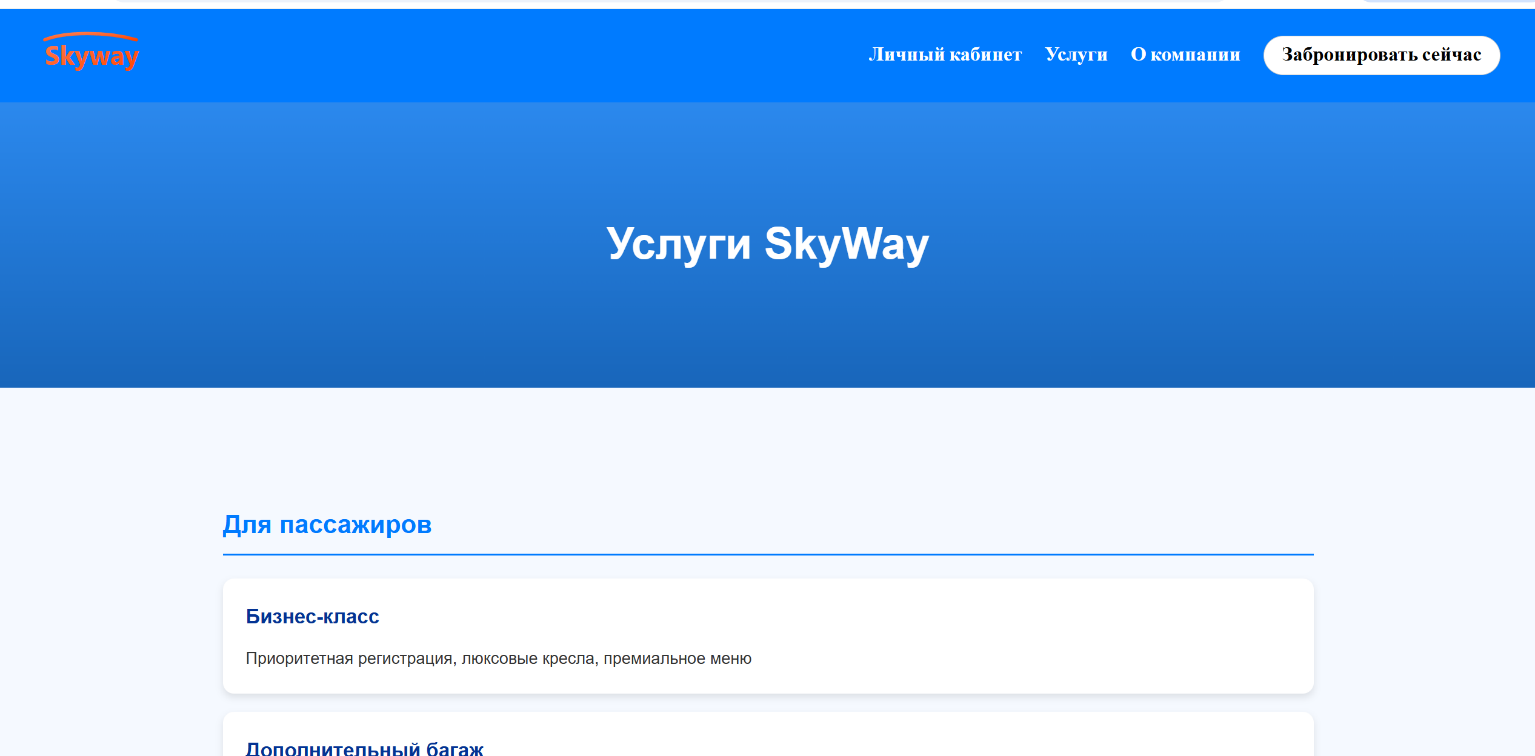 Skyway
Личный кабинет Услуги О компании Забронировать сейчас
Услуги SkyWay
Для пассажиров
Бизнес-класс
Приоритетная регистрация, люксовые кресла, премиальное меню
Дополнительный багаж